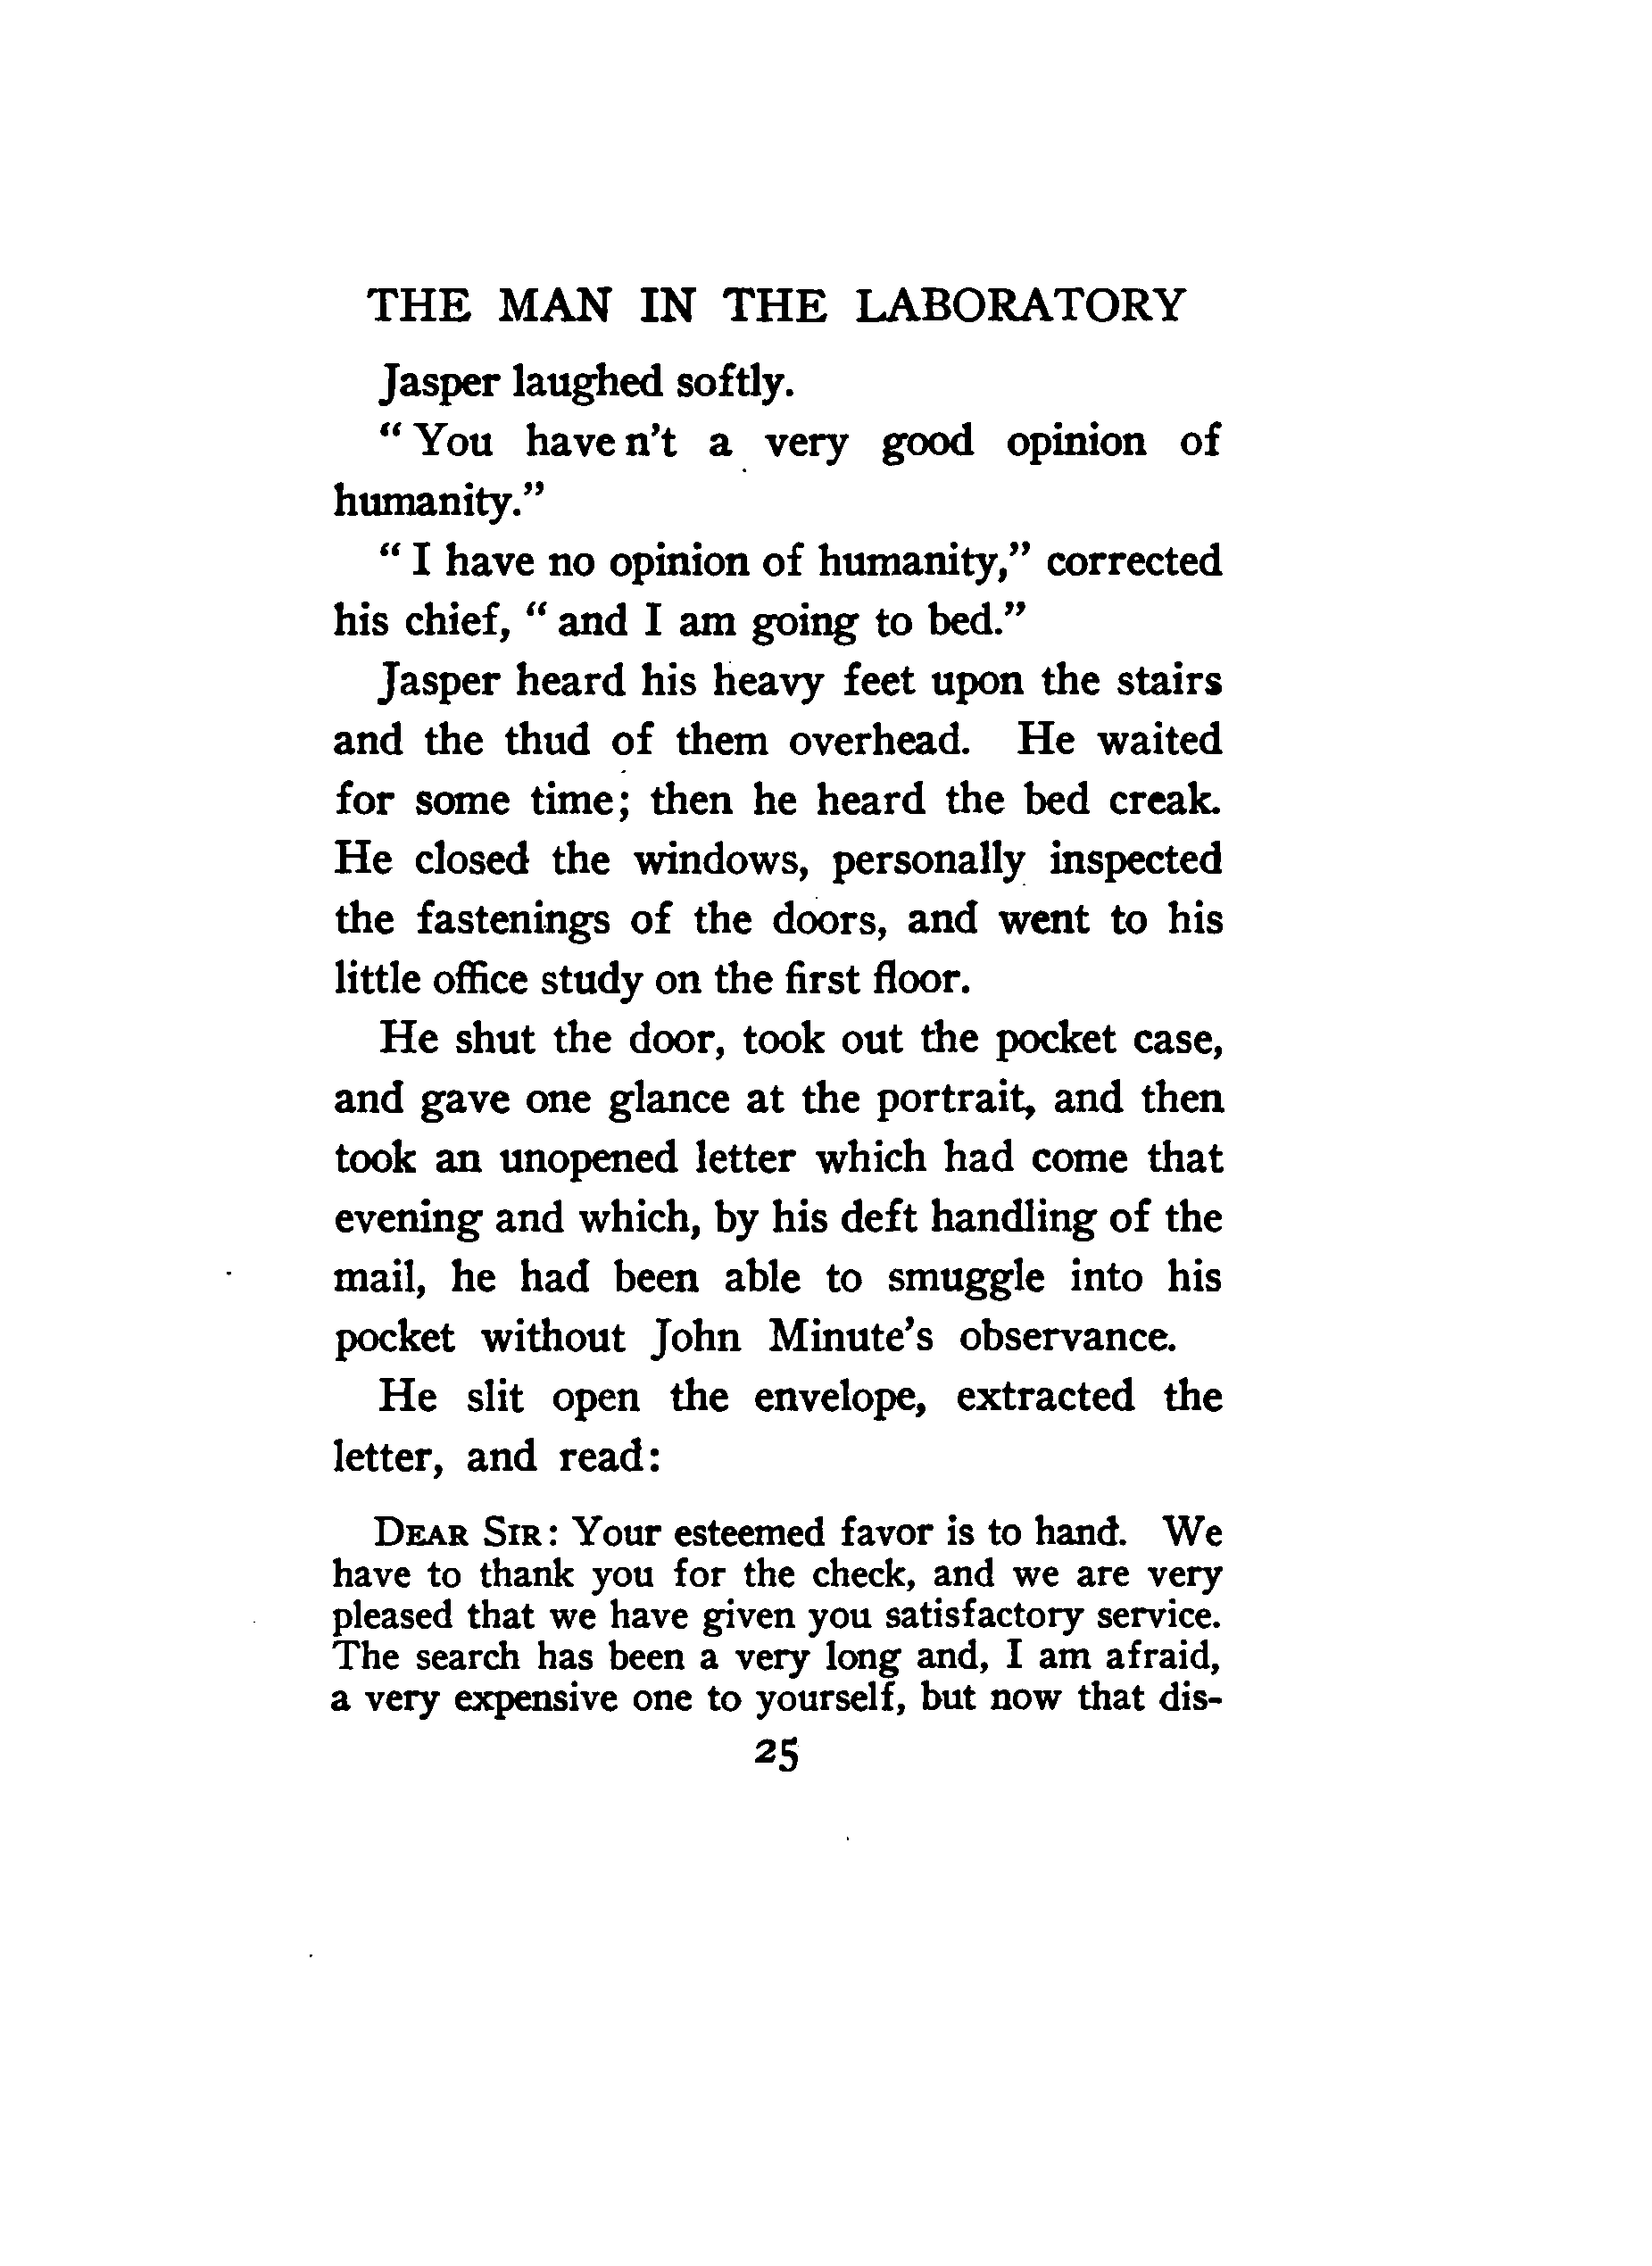 THE MAN IN THE LABORATORY
Jasper laughed softly.
“ You have n’t a very good opinion of
humanity.”
“ I have no opinion of humanity,” corrected
his chief, “ and I am going to bed.”
Jasper heard his heavy feet upon the stairs
and the thud of them overhead. He waited
for some time; then he heard the bed creak.
He closed the windows, personally inspected
the fastenings of the doors, and went to his
little office study on the first floor.
He shut the door, took out the pocket case,
and gave one glance at the portrait, and then
took an unopened letter which had come that
evening and which, by his deft handling of the
mail, he had been able to smuggle into his
pocket without John Minute’s observance.
He slit open the envelope, extracted the
letter, and read:
DEAR SIR: Your esteemed favor is to hand. We
have to thank you for the check, and we are very
pleased that we have given you satisfactory service.
The search has been a very long and, I am afraid,
a very expensive one to yourself, but now that dis-
25